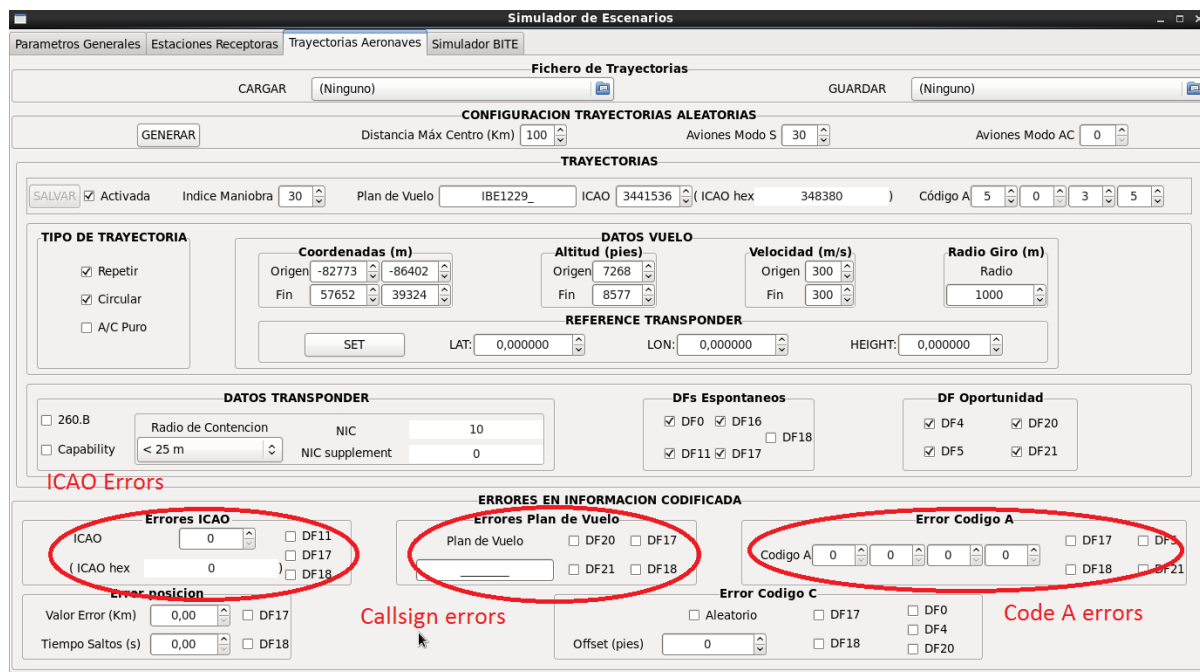 Simulador de Escenarios
Parametros Generales Estaciones Receptoras Trayectorias Aeronaves Simulador BITE
Fichero de Trayectorias
CARGAR (Ninguno) GUARDAR (Ninguno)
CONFIGURACION TRAYECTORIAS ALEATORIAS
GENERAR Distancia Máx Centro (Km) 100 Aviones Modo S 30 Aviones Modo AC 0
TRAYECTORIAS
SALVAR Activada Indice Maniobra 30 Plan de Vuelo IBE1229_ ICAO 3441536 ( ICAO hex 348380 ) Código A 5 0 3 5
TIPO DE TRAYECTORIA
Repetir
Circular
A/C Puro
DATOS VUELO
Coordenadas (m) Altitud (pies) Velocidad (m/s) Radio Giro (m)
Origen -82773 -86402 Origen 7268 Origen 300 Radio
Fin 57652 39324 Fin 8577 Fin 300 1000
REFERENCE TRANSPONDER
SET LAT: 0,000000 LON: 0,000000 HEIGHT: 0,000000
DATOS TRANSPONDER
260.B Radio de Contencion NIC 10
Capability < 25 m NIC supplement 0
DFs Espontaneos
DF0 DF16
DF18
DF11 DF17
DF Oportunidad
DF4 DF20
DF5 DF21
ICAO Errors
ERRORES EN INFORMACION CODIFICADA
Errores ICAO
ICAO 0 DF11
DF17
( ICAO hex 0 ) DF18
Errores Plan de Vuelo
Plan de Vuelo DF20 DF17
________ DF21 DF18
Error Codigo A
Codigo A 0 0 0 0 DF17 DF5
DF18 DF21
Error posicion
Valor Error (Km) 0,00 DF17
Tiempo Saltos (s) 0,00 DF18
Callsign errors
Error Codigo C
Aleatorio DF17 DF0
DF4
Offset (pies) 0 DF18 DF20
Code A errors